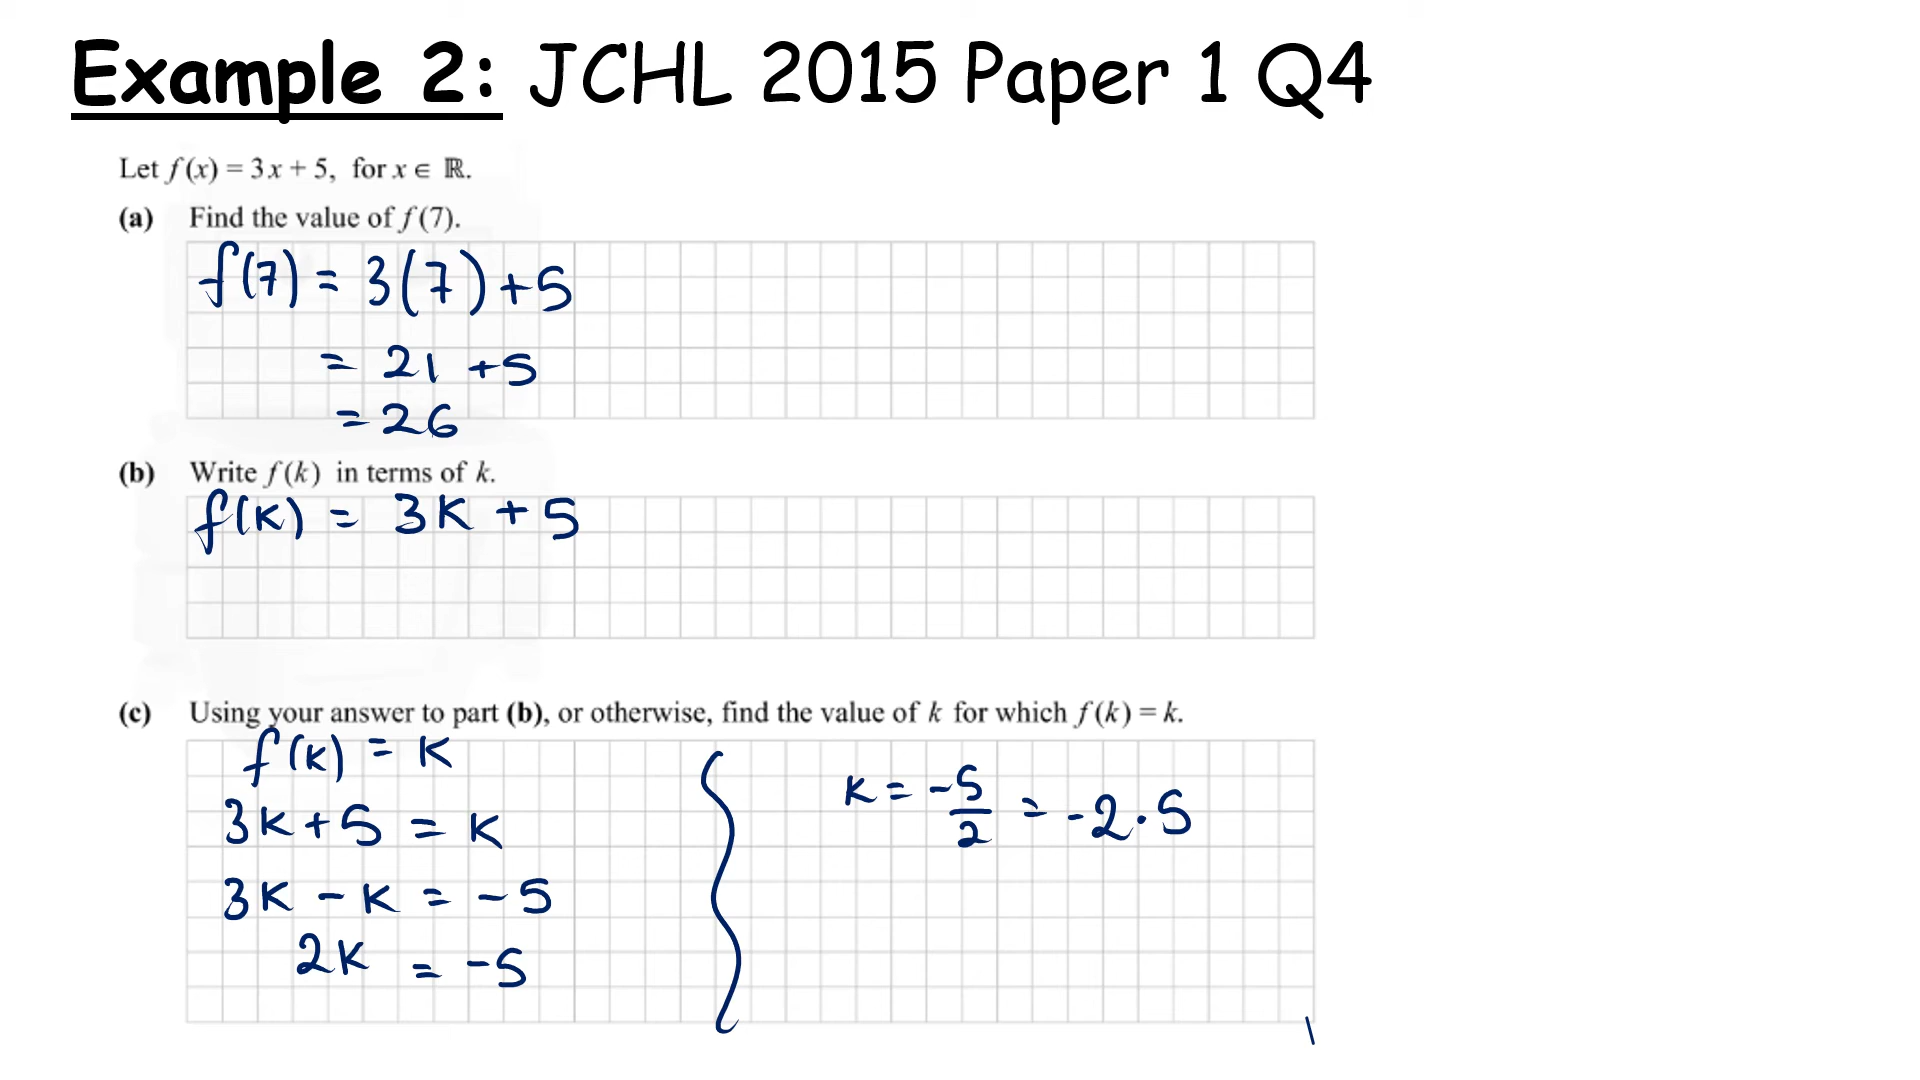 Example 2: JCHL 2015 Paper 1 Q4
Let f(x) = 3x + 5, for x ∈ ℝ.
(a) Find the value of f(7).
f(7) = 3(7)+5
= 21 +5
= 26
(b) Write f(k) in terms of k.
f(K) = 3K + 5
(c) Using your answer to part (b), or otherwise, find the value of k for which f(k) = k.
f(K) = K
3K+5 = K
3K - K = -5
2K = -5
K = -5/2 = -2.5